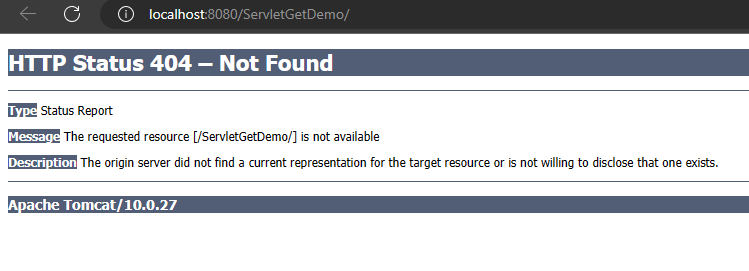 localhost:8080/ServletGetDemo/
HTTP Status 404 – Not Found
Type Status Report
Message The requested resource [/ServletGetDemo/] is not available
Description The origin server did not find a current representation for the target resource or is not willing to disclose that one exists.
Apache Tomcat/10.0.27